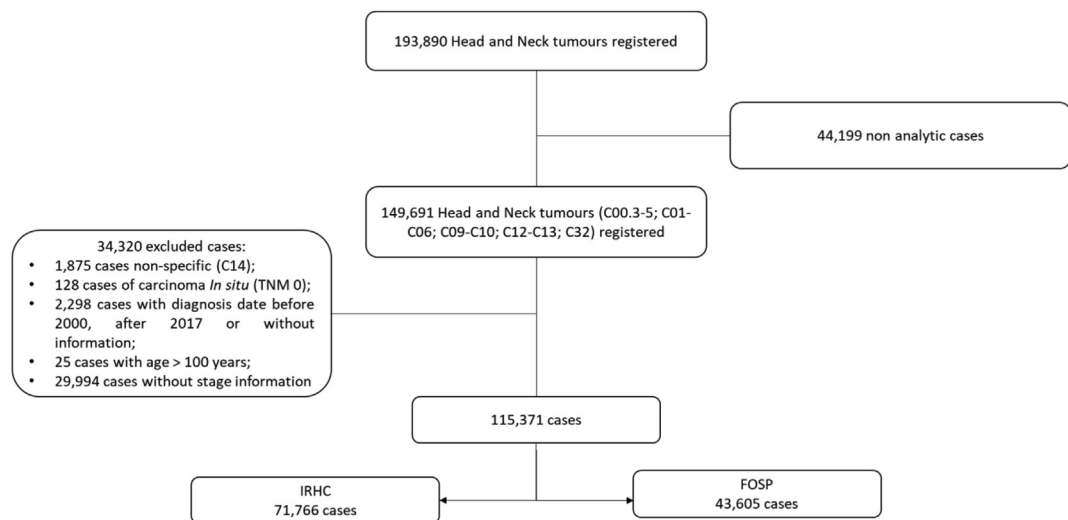 193,890 Head and Neck tumours registered
44,199 non analytic cases
149,691 Head and Neck tumours (C00.3-5; C01-
C06; C09-C10; C12-C13; C32) registered
34,320 excluded cases:
• 1,875 cases non-specific (C14);
• 128 cases of carcinoma In situ (TNM 0);
• 2,298 cases with diagnosis date before
2000, after 2017 or without
information;
• 25 cases with age > 100 years;
• 29,994 cases without stage information
115,371 cases
IRHC
71,766 cases
FOSP
43,605 cases